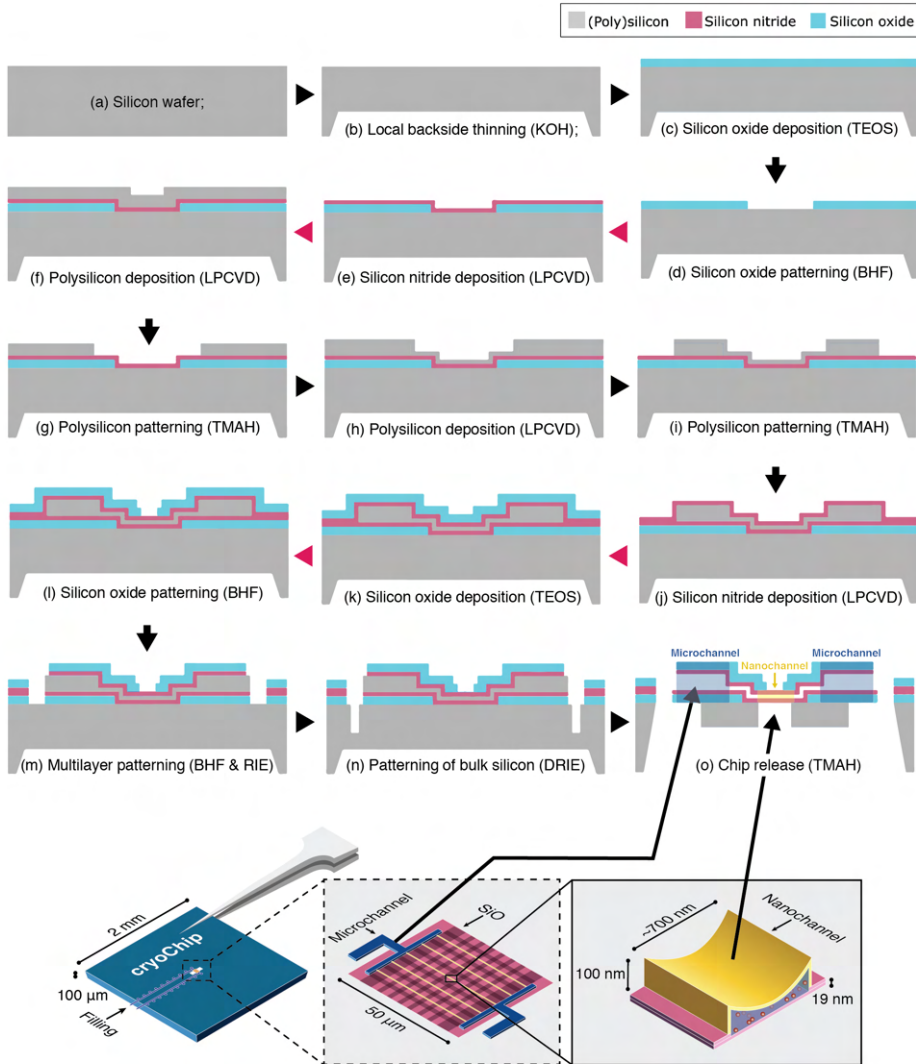 (Poly)silicon Silicon nitride Silicon oxide
(a) Silicon wafer;
(b) Local backside thinning (KOH);
(c) Silicon oxide deposition (TEOS)
(f) Polysilicon deposition (LPCVD)
(e) Silicon nitride deposition (LPCVD)
(d) Silicon oxide patterning (BHF)
(g) Polysilicon patterning (TMAH)
(h) Polysilicon deposition (LPCVD)
(i) Polysilicon patterning (TMAH)
(l) Silicon oxide patterning (BHF)
(k) Silicon oxide deposition (TEOS)
(j) Silicon nitride deposition (LPCVD)
Microchannel Nanochannel Microchannel
(m) Multilayer patterning (BHF & RIE)
(n) Patterning of bulk silicon (DRIE)
(o) Chip release (TMAH)
2 mm
cryoChip
100 µm
Filling
Microchannel
SiO
50 µm
~700 nm
Nanochannel
100 nm
19 nm